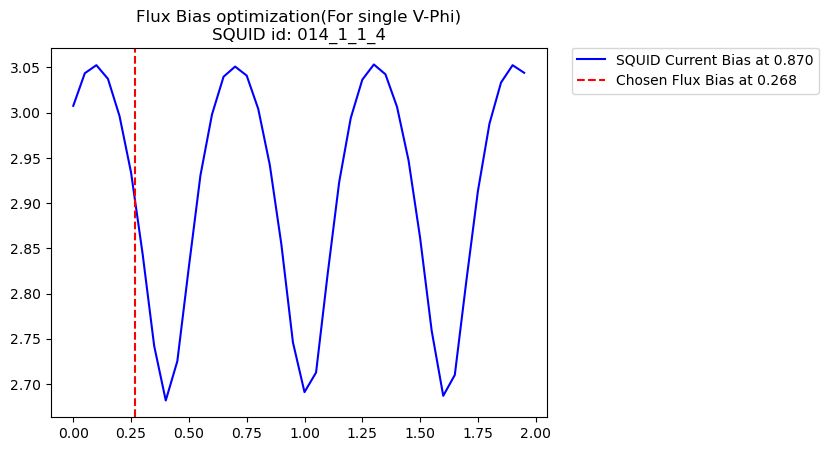 Flux Bias optimization(For single V-Phi)
SQUID id: 014_1_1_4
SQUID Current Bias at 0.870
Chosen Flux Bias at 0.268
3.05
3.00
2.95
2.90
2.85
2.80
2.75
2.70
0.00 0.25 0.50 0.75 1.00 1.25 1.50 1.75 2.00